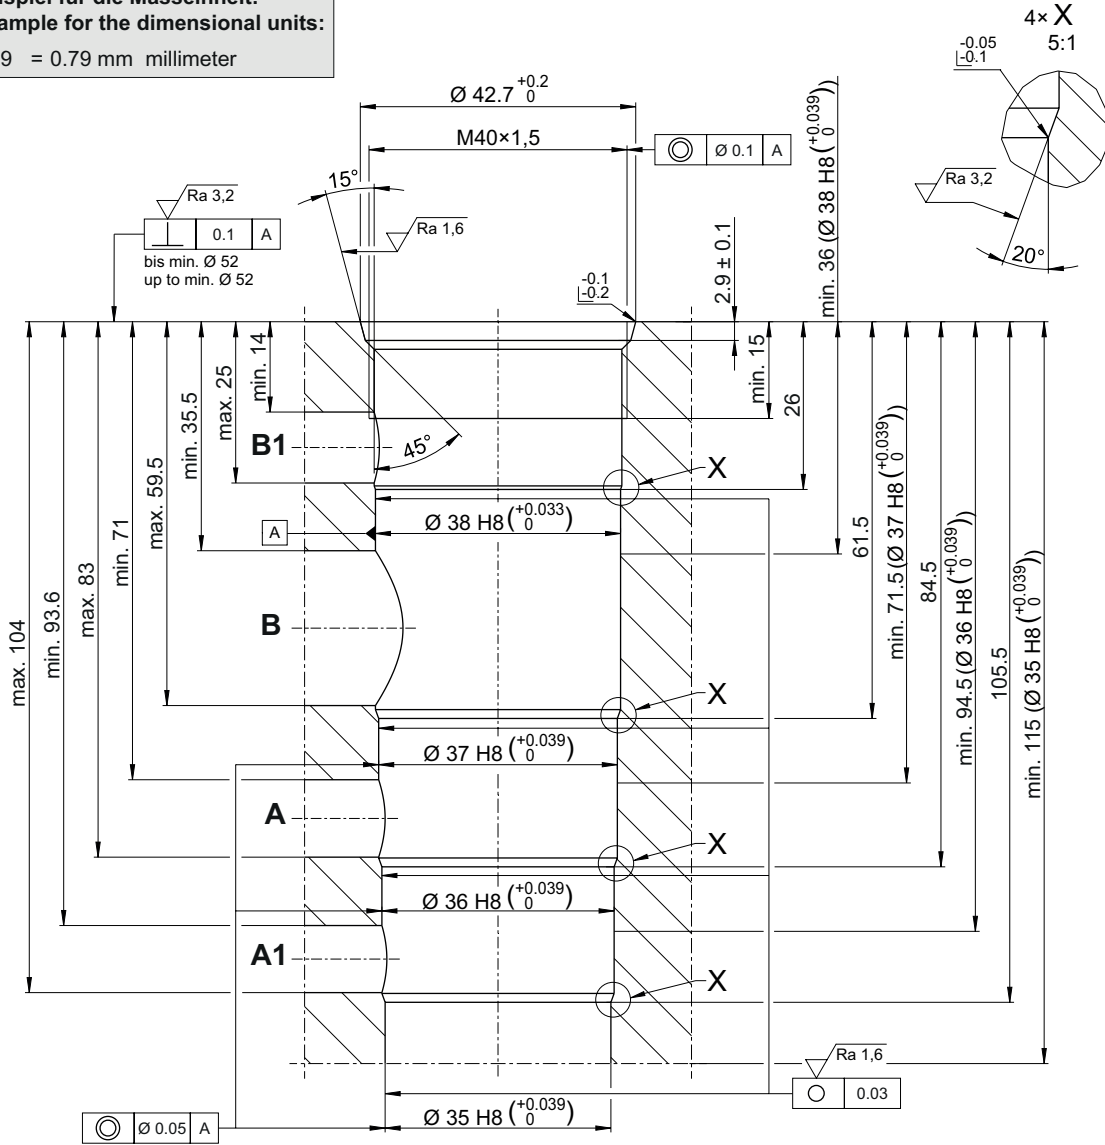 ample for the dimensional units:
9 = 0.79 mm millimeter
4× X
5:1
-0.05
-0.1
Ra 3,2
20°
Ø 42.7 +0.2 0
M40×1,5
Ø 0.1 A
15°
Ra 3,2
0.1 A
bis min. Ø 52
up to min. Ø 52
Ra 1,6
-0.1
-0.2
2.9 ± 0.1
min. 36 (Ø 38 H8 (+0.039 0))
min. 14
max. 25
min. 35.5
max. 59.5
min. 71
max. 83
min. 93.6
max. 104
min. 15
26
61.5
min. 71.5 (Ø 37 H8 (+0.039 0))
84.5
min. 94.5 (Ø 36 H8 (+0.039 0))
105.5
min. 115 (Ø 35 H8 (+0.039 0))
B1
45°
X
A
Ø 38 H8 (+0.033 0)
B
X
Ø 37 H8 (+0.039 0)
A
X
Ø 36 H8 (+0.039 0)
A1
X
Ra 1,6
0.03
Ø 0.05 A
Ø 35 H8 (+0.039 0)